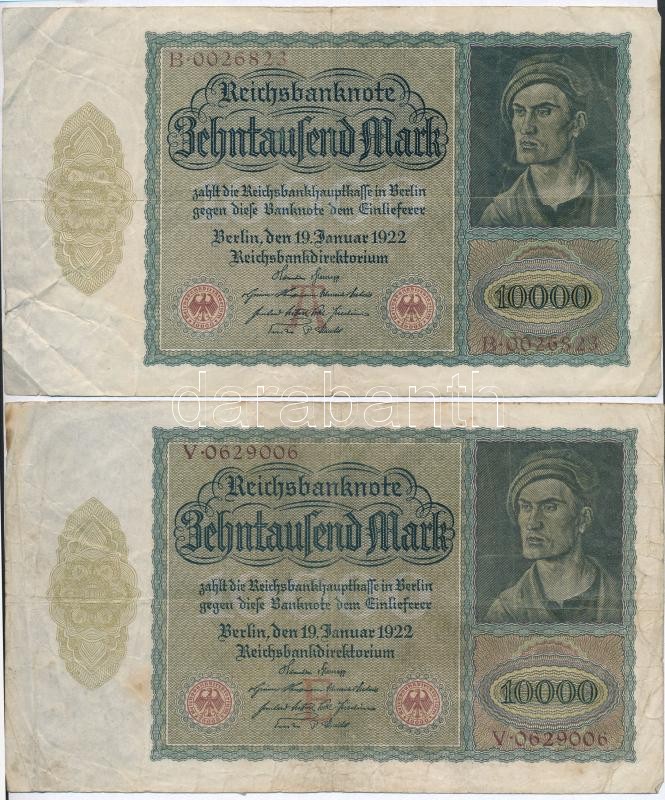 B·0026823
Reichsbanknote
Zehntausend Mark
zahlt die Reichsbankhauptkasse in Berlin
gegen diese Banknote dem Einlieferer
Berlin, den 19. Januar 1922
Reichsbankdirektorium
A
10000
B·0026823
darabanth
V·0629006
Reichsbanknote
Zehntausend Mark
zahlt die Reichsbankhauptkasse in Berlin
gegen diese Banknote dem Einlieferer
Berlin, den 19. Januar 1922
Reichsbankdirektorium
E
10000
V·0629006